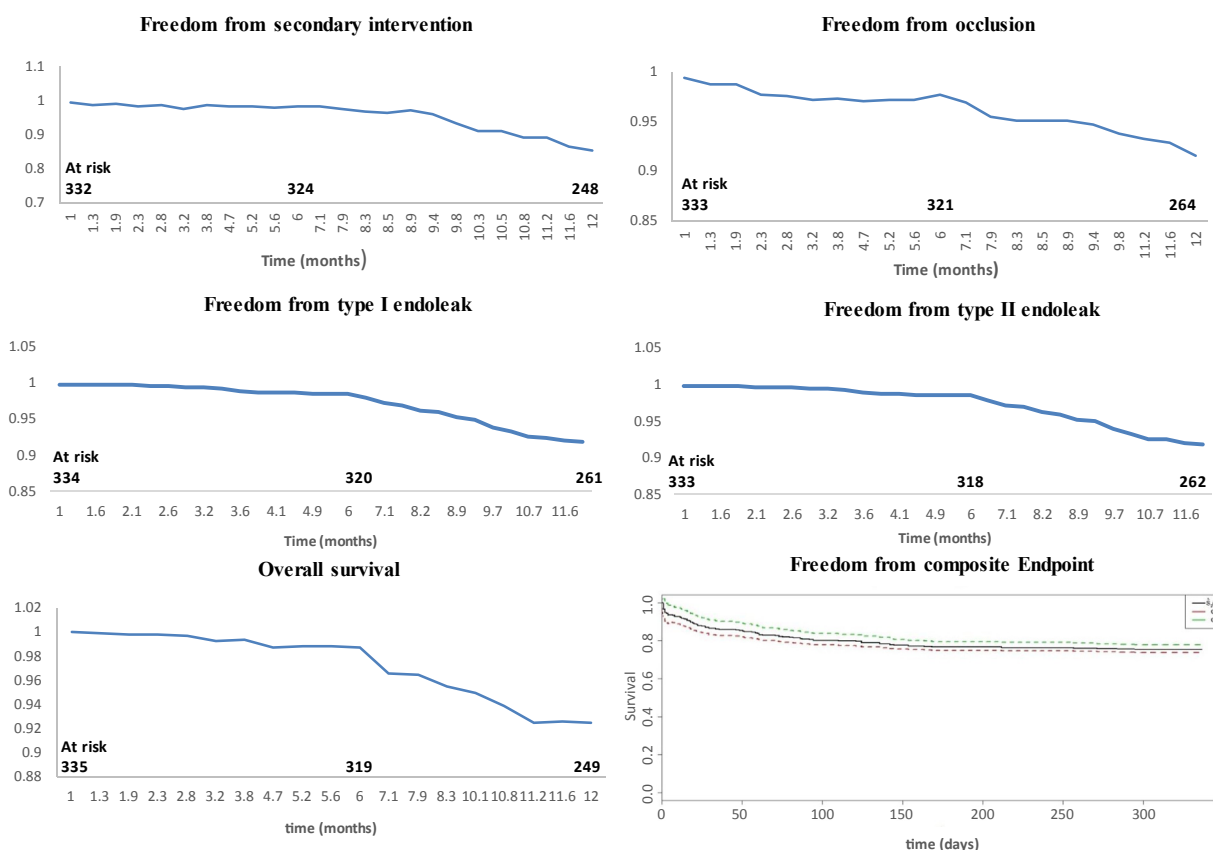 Freedom from secondary intervention
1.1
1
0.9
0.8
0.7
At risk
332 324 248
1 1.3 1.9 2.3 2.8 3.2 3.8 4.7 5.2 5.6 6 7.1 7.9 8.3 8.5 8.9 9.4 9.8 10.3 10.5 10.8 11.2 11.6 12
Time (months)
Freedom from occlusion
1
0.95
0.9
0.85
At risk
333 321 264
1 1.3 1.9 2.3 2.8 3.2 3.8 4.7 5.2 5.6 6 7.1 7.9 8.3 8.5 8.9 9.4 9.8 11.2 11.6 12
Time (months)
Freedom from type I endoleak
1.05
1
0.95
0.9
0.85
At risk
334 320 261
1 1.6 2.1 2.6 3.2 3.6 4.1 4.9 6 7.1 8.2 8.9 9.7 10.7 11.6
Time (months)
Freedom from type II endoleak
1.05
1
0.95
0.9
0.85
At risk
333 318 262
1 1.6 2.1 2.6 3.2 3.6 4.1 4.9 6 7.1 8.2 8.9 9.7 10.7 11.6
Time (months)
Overall survival
1.02
1
0.98
0.96
0.94
0.92
0.9
0.88
At risk
335 319 249
1 1.3 1.9 2.3 2.8 3.2 3.8 4.7 5.2 5.6 6 7.1 7.9 8.3 10.1 10.8 11.2 11.6 12
time (months)
Freedom from composite Endpoint
Survival
1.0
0.8
0.6
0.4
0.2
0.0
0 50 100 150 200 250 300
time (days)